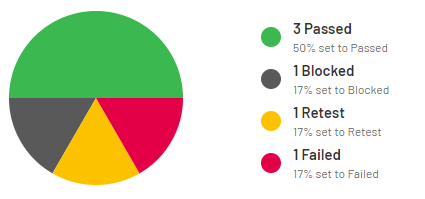 3 Passed
50% set to Passed
1 Blocked
17% set to Blocked
1 Retest
17% set to Retest
1 Failed
17% set to Failed